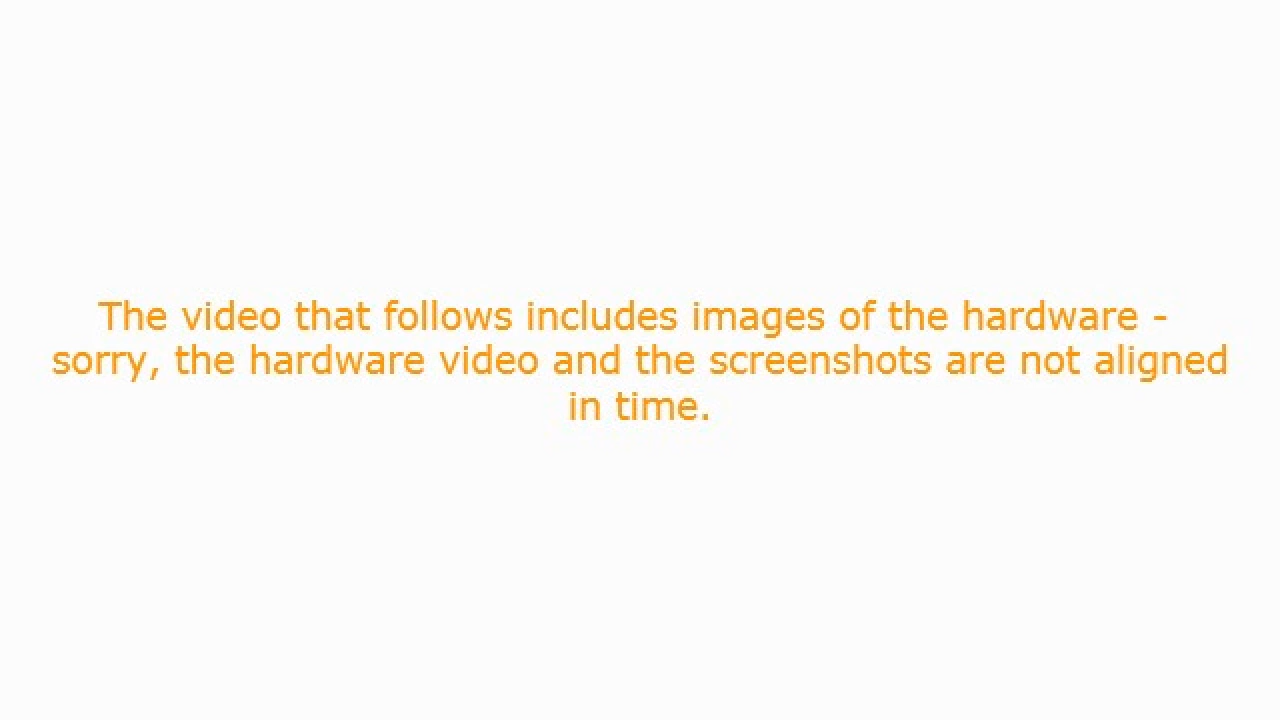 The video that follows includes images of the hardware -
sorry, the hardware video and the screenshots are not aligned
in time.